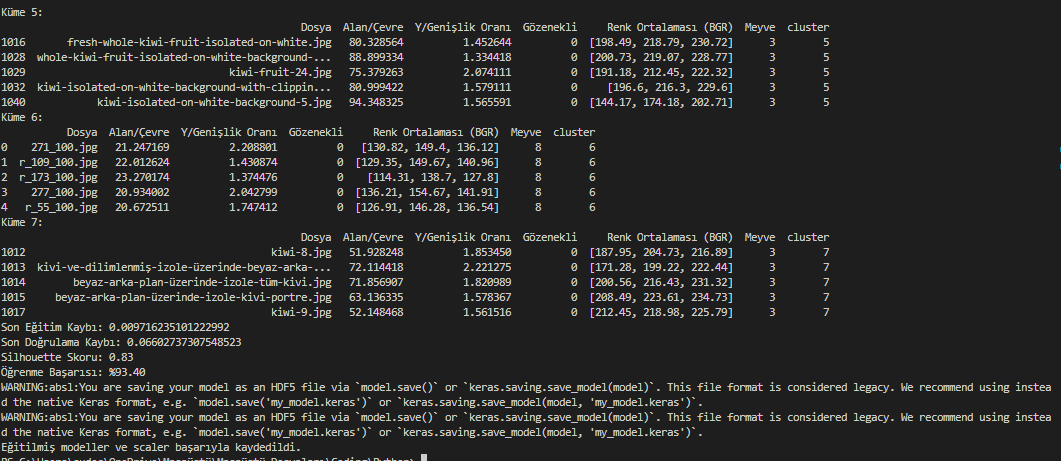 Küme 5:
Dosya Alan/Çevre Y/Genişlik Oranı Gözenekli Renk Ortalaması (BGR) Meyve cluster
1016 fresh-whole-kiwi-fruit-isolated-on-white.jpg 80.328564 1.452644 0 [198.49, 218.79, 230.72] 3 5
1028 whole-kiwi-fruit-isolated-on-white-background-... 88.899334 1.334418 0 [200.73, 219.07, 228.77] 3 5
1029 kiwi-fruit-24.jpg 75.379263 2.074111 0 [191.18, 212.45, 222.32] 3 5
1032 kiwi-isolated-on-white-background-with-clippin... 80.999422 1.579111 0 [196.6, 216.3, 229.6] 3 5
1040 kiwi-isolated-on-white-background-5.jpg 94.348325 1.565591 0 [144.17, 174.18, 202.71] 3 5
Küme 6:
Dosya Alan/Çevre Y/Genişlik Oranı Gözenekli Renk Ortalaması (BGR) Meyve cluster
0 271_100.jpg 21.247169 2.208801 0 [130.82, 149.4, 136.12] 8 6
1 r_109_100.jpg 22.012624 1.430874 0 [129.35, 149.67, 140.96] 8 6
2 r_173_100.jpg 23.270174 1.374476 0 [114.31, 138.7, 127.8] 8 6
3 277_100.jpg 20.934002 2.042799 0 [136.21, 154.67, 141.91] 8 6
4 r_55_100.jpg 20.672511 1.747412 0 [126.91, 146.28, 136.54] 8 6
Küme 7:
Dosya Alan/Çevre Y/Genişlik Oranı Gözenekli Renk Ortalaması (BGR) Meyve cluster
1012 kiwi-8.jpg 51.928248 1.853450 0 [187.95, 204.73, 216.89] 3 7
1013 kivi-ve-dilimlenmiş-izole-üzerinde-beyaz-arka-... 72.114418 2.221275 0 [171.28, 199.22, 222.44] 3 7
1014 beyaz-arka-plan-üzerinde-izole-tüm-kivi.jpg 71.856907 1.820989 0 [200.56, 216.43, 231.32] 3 7
1015 beyaz-arka-plan-üzerinde-izole-kivi-portre.jpg 63.136335 1.578367 0 [208.49, 223.61, 234.73] 3 7
1017 kiwi-9.jpg 52.148468 1.561516 0 [212.45, 218.98, 225.79] 3 7
Son Eğitim Kaybı: 0.009716235101222992
Son Doğrulama Kaybı: 0.06602737307548523
Silhouette Skoru: 0.83
Öğrenme Başarısı: %93.40
WARNING:absl:You are saving your model as an HDF5 file via `model.save()` or `keras.saving.save_model(model)`. This file format is considered legacy. We recommend using instea
d the native Keras format, e.g. `model.save('my_model.keras')` or `keras.saving.save_model(model, 'my_model.keras')`.
WARNING:absl:You are saving your model as an HDF5 file via `model.save()` or `keras.saving.save_model(model)`. This file format is considered legacy. We recommend using instea
d the native Keras format, e.g. `model.save('my_model.keras')` or `keras.saving.save_model(model, 'my_model.keras')`.
Eğitilmiş modeller ve scaler başarıyla kaydedildi.